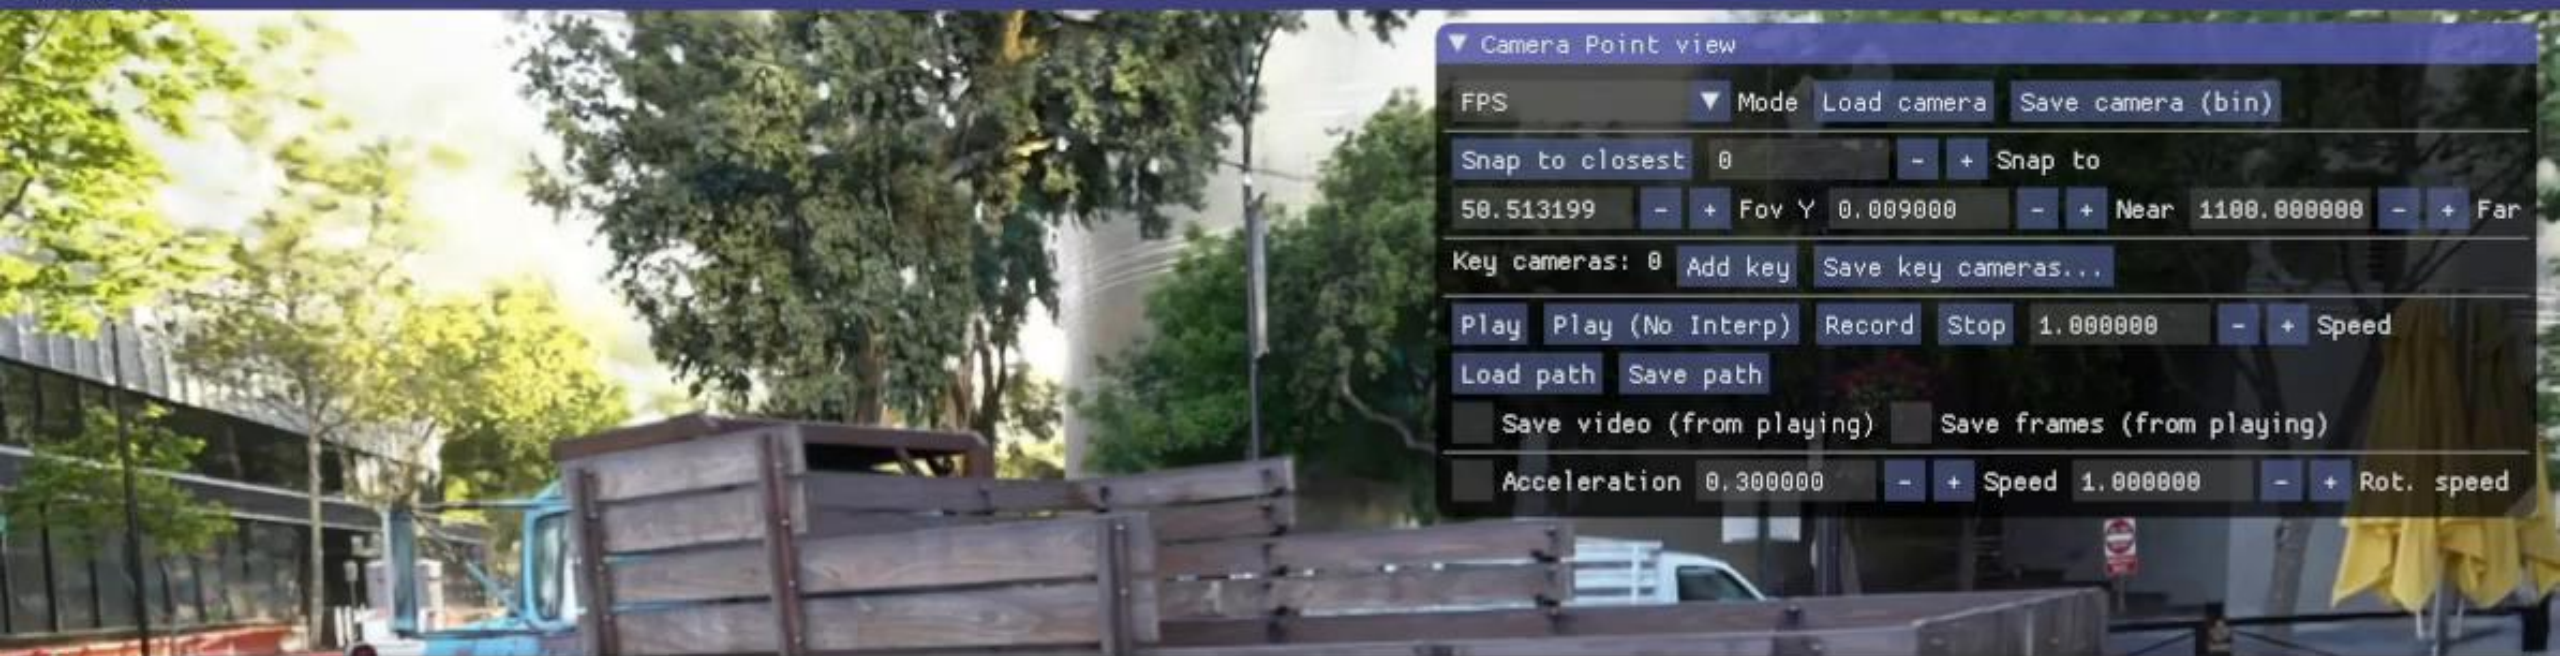 ▼ Camera Point view
FPS ▼ Mode Load camera Save camera (bin)
Snap to closest 0 - + Snap to
50.513199 - + Fov Y 0.009000 - + Near 1100.000000 - + Far
Key cameras: 0 Add key Save key cameras...
Play Play (No Interp) Record Stop 1.000000 - + Speed
Load path Save path
Save video (from playing) Save frames (from playing)
Acceleration 0.300000 - + Speed 1.000000 - + Rot. speed